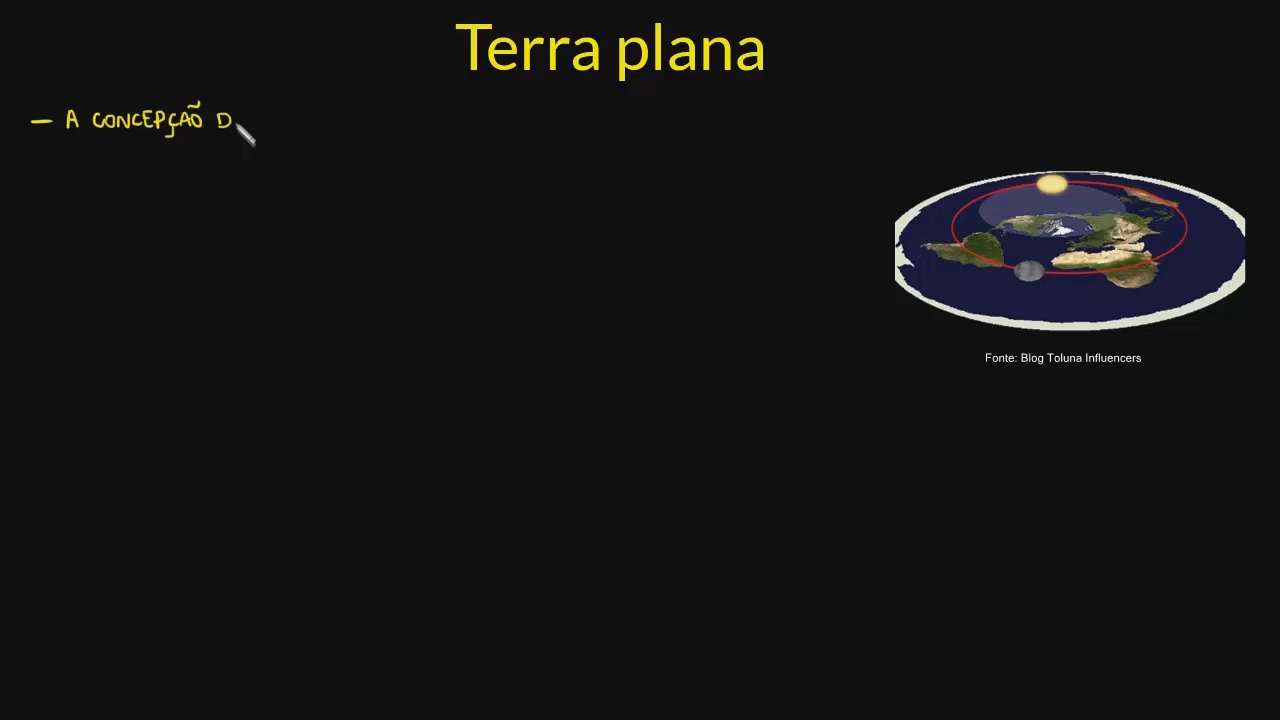 Terra plana
— A CONCEPÇÃO D
Fonte: Blog Toluna Influencers